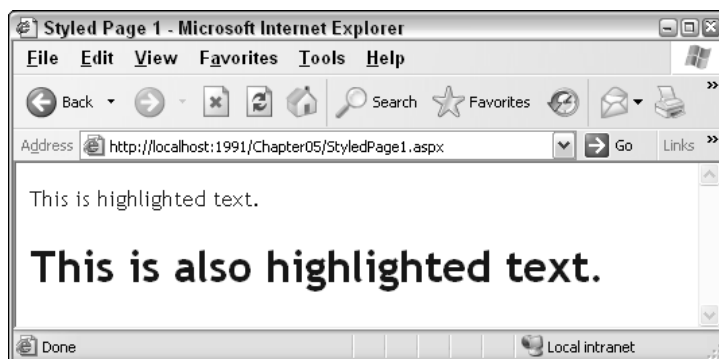 Styled Page 1 - Microsoft Internet Explorer
File Edit View Favorites Tools Help
Back Search Favorites »
Address http://localhost:1991/Chapter05/StyledPage1.aspx Go Links »
This is highlighted text.
This is also highlighted text.
Done Local intranet